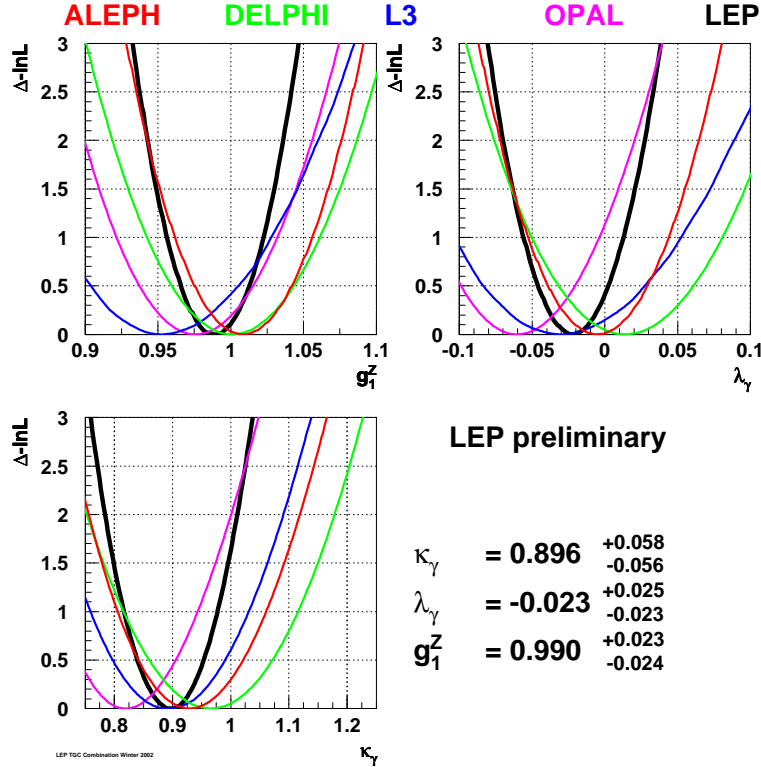 ALEPH DELPHI L3 OPAL LEP
Δ-lnL
3
2.5
2
1.5
1
0.5
0
0.9 0.95 1 1.05 1.1
g₁ᶻ
Δ-lnL
3
2.5
2
1.5
1
0.5
0
-0.1 -0.05 0 0.05 0.1
λᵧ
Δ-lnL
3
2.5
2
1.5
1
0.5
0
0.8 0.9 1 1.1 1.2
κᵧ
LEP preliminary
κᵧ = 0.896 +0.058 -0.056
λᵧ = -0.023 +0.025 -0.023
g₁ᶻ = 0.990 +0.023 -0.024
LEP TGC Combination Winter 2002